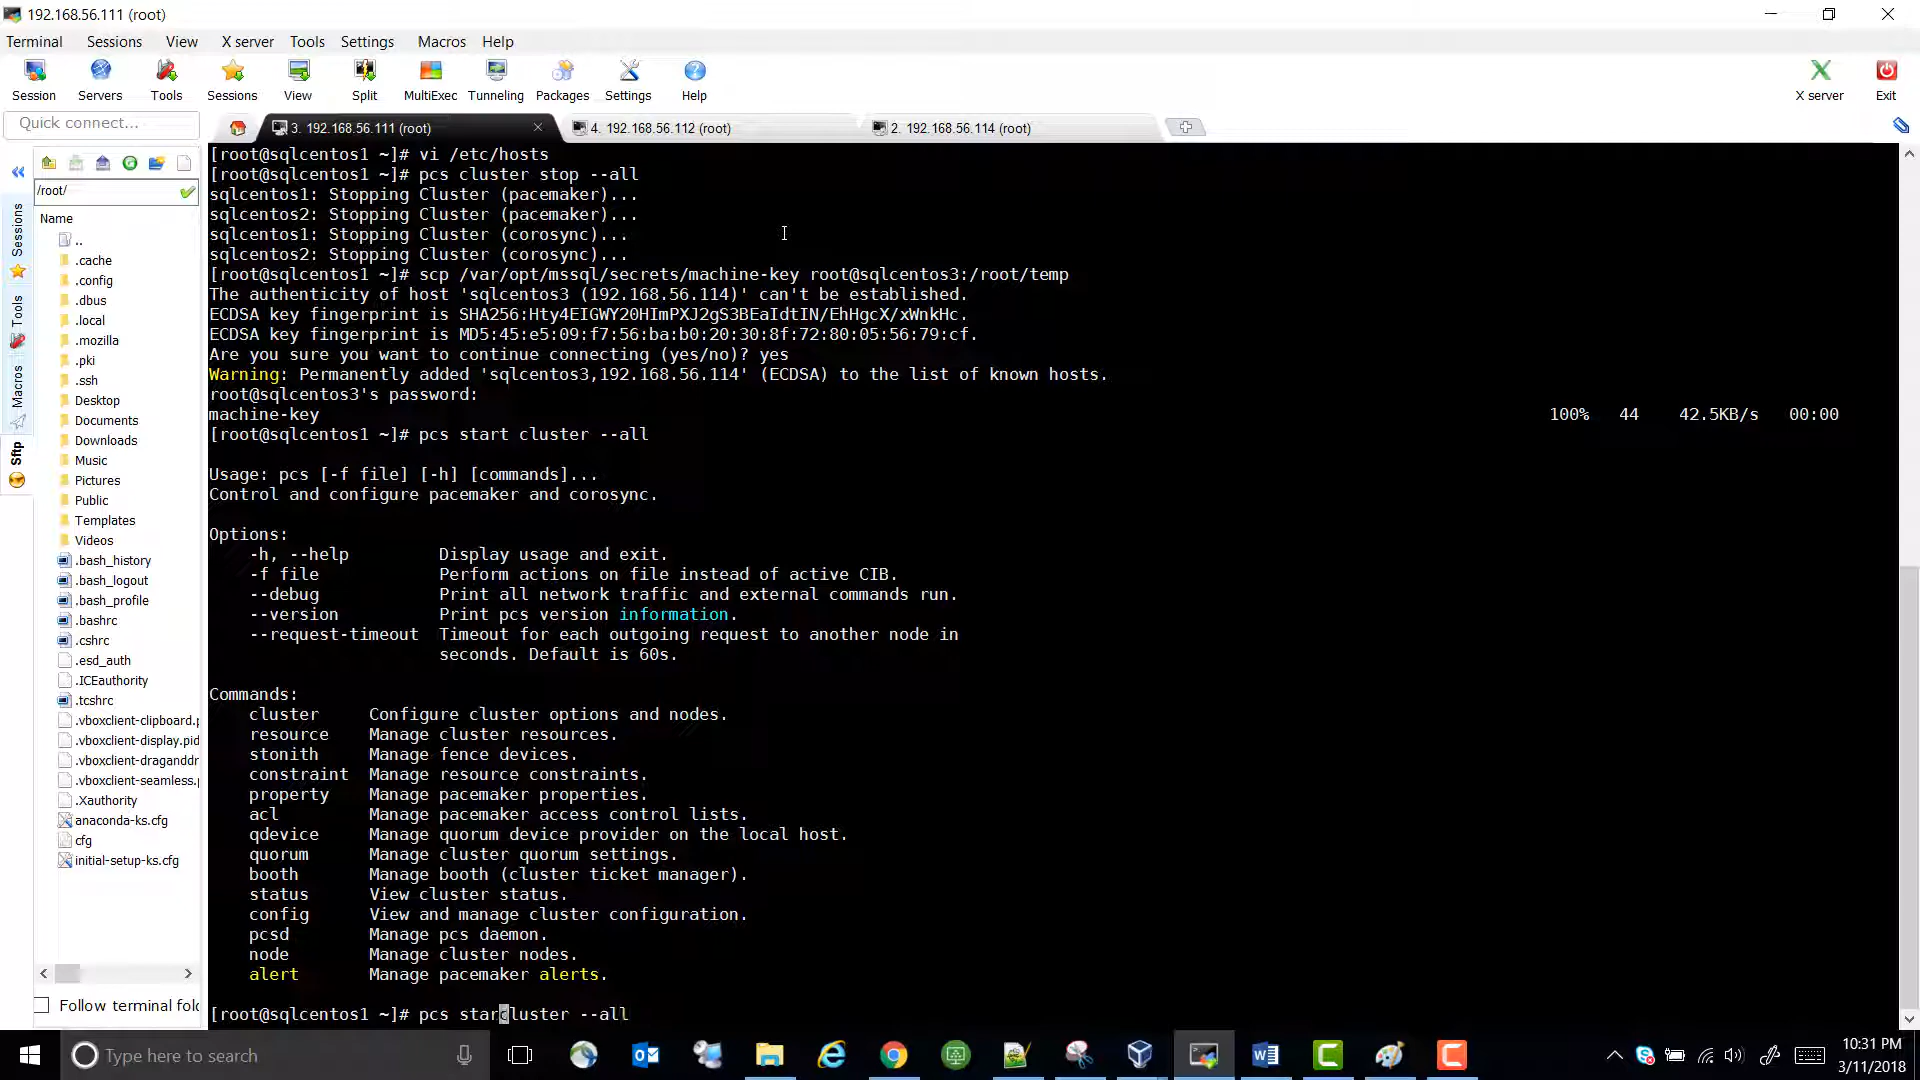 192.168.56.111 (root)
Terminal Sessions View X server Tools Settings Macros Help
Session Servers Tools Sessions View Split MultiExec Tunneling Packages Settings Help X server Exit
Quick connect...
3. 192.168.56.111 (root)
4. 192.168.56.112 (root)
2. 192.168.56.114 (root)
/root/
Name
..
.cache
.config
.dbus
.local
.mozilla
.pki
.ssh
Desktop
Documents
Downloads
Music
Pictures
Public
Templates
Videos
.bash_history
.bash_logout
.bash_profile
.bashrc
.cshrc
.esd_auth
.ICEauthority
.tcshrc
.vboxclient-clipboard.p
.vboxclient-display.pid
.vboxclient-draganddr
.vboxclient-seamless.p
.Xauthority
anaconda-ks.cfg
cfg
initial-setup-ks.cfg
Follow terminal fold
Sessions
Tools
Macros
Sftp
[root@sqlcentos1 ~]# vi /etc/hosts
[root@sqlcentos1 ~]# pcs cluster stop --all
sqlcentos1: Stopping Cluster (pacemaker)...
sqlcentos2: Stopping Cluster (pacemaker)...
sqlcentos1: Stopping Cluster (corosync)...
sqlcentos2: Stopping Cluster (corosync)...
[root@sqlcentos1 ~]# scp /var/opt/mssql/secrets/machine-key root@sqlcentos3:/root/temp
The authenticity of host 'sqlcentos3 (192.168.56.114)' can't be established.
ECDSA key fingerprint is SHA256:Hty4EIGWY20HImPXJ2gS3BEaIdtIN/EhHgcX/xWnkHc.
ECDSA key fingerprint is MD5:45:e5:09:f7:56:ba:b0:20:30:8f:72:80:05:56:79:cf.
Are you sure you want to continue connecting (yes/no)? yes
Warning: Permanently added 'sqlcentos3,192.168.56.114' (ECDSA) to the list of known hosts.
root@sqlcentos3's password:
machine-key 100% 44 42.5KB/s 00:00
[root@sqlcentos1 ~]# pcs start cluster --all
Usage: pcs [-f file] [-h] [commands]...
Control and configure pacemaker and corosync.
Options:
-h, --help Display usage and exit.
-f file Perform actions on file instead of active CIB.
--debug Print all network traffic and external commands run.
--version Print pcs version information.
--request-timeout Timeout for each outgoing request to another node in
seconds. Default is 60s.
Commands:
cluster Configure cluster options and nodes.
resource Manage cluster resources.
stonith Manage fence devices.
constraint Manage resource constraints.
property Manage pacemaker properties.
acl Manage pacemaker access control lists.
qdevice Manage quorum device provider on the local host.
quorum Manage cluster quorum settings.
booth Manage booth (cluster ticket manager).
status View cluster status.
config View and manage cluster configuration.
pcsd Manage pcs daemon.
node Manage cluster nodes.
alert Manage pacemaker alerts.
[root@sqlcentos1 ~]# pcs starcluster --all
Type here to search
10:31 PM
3/11/2018